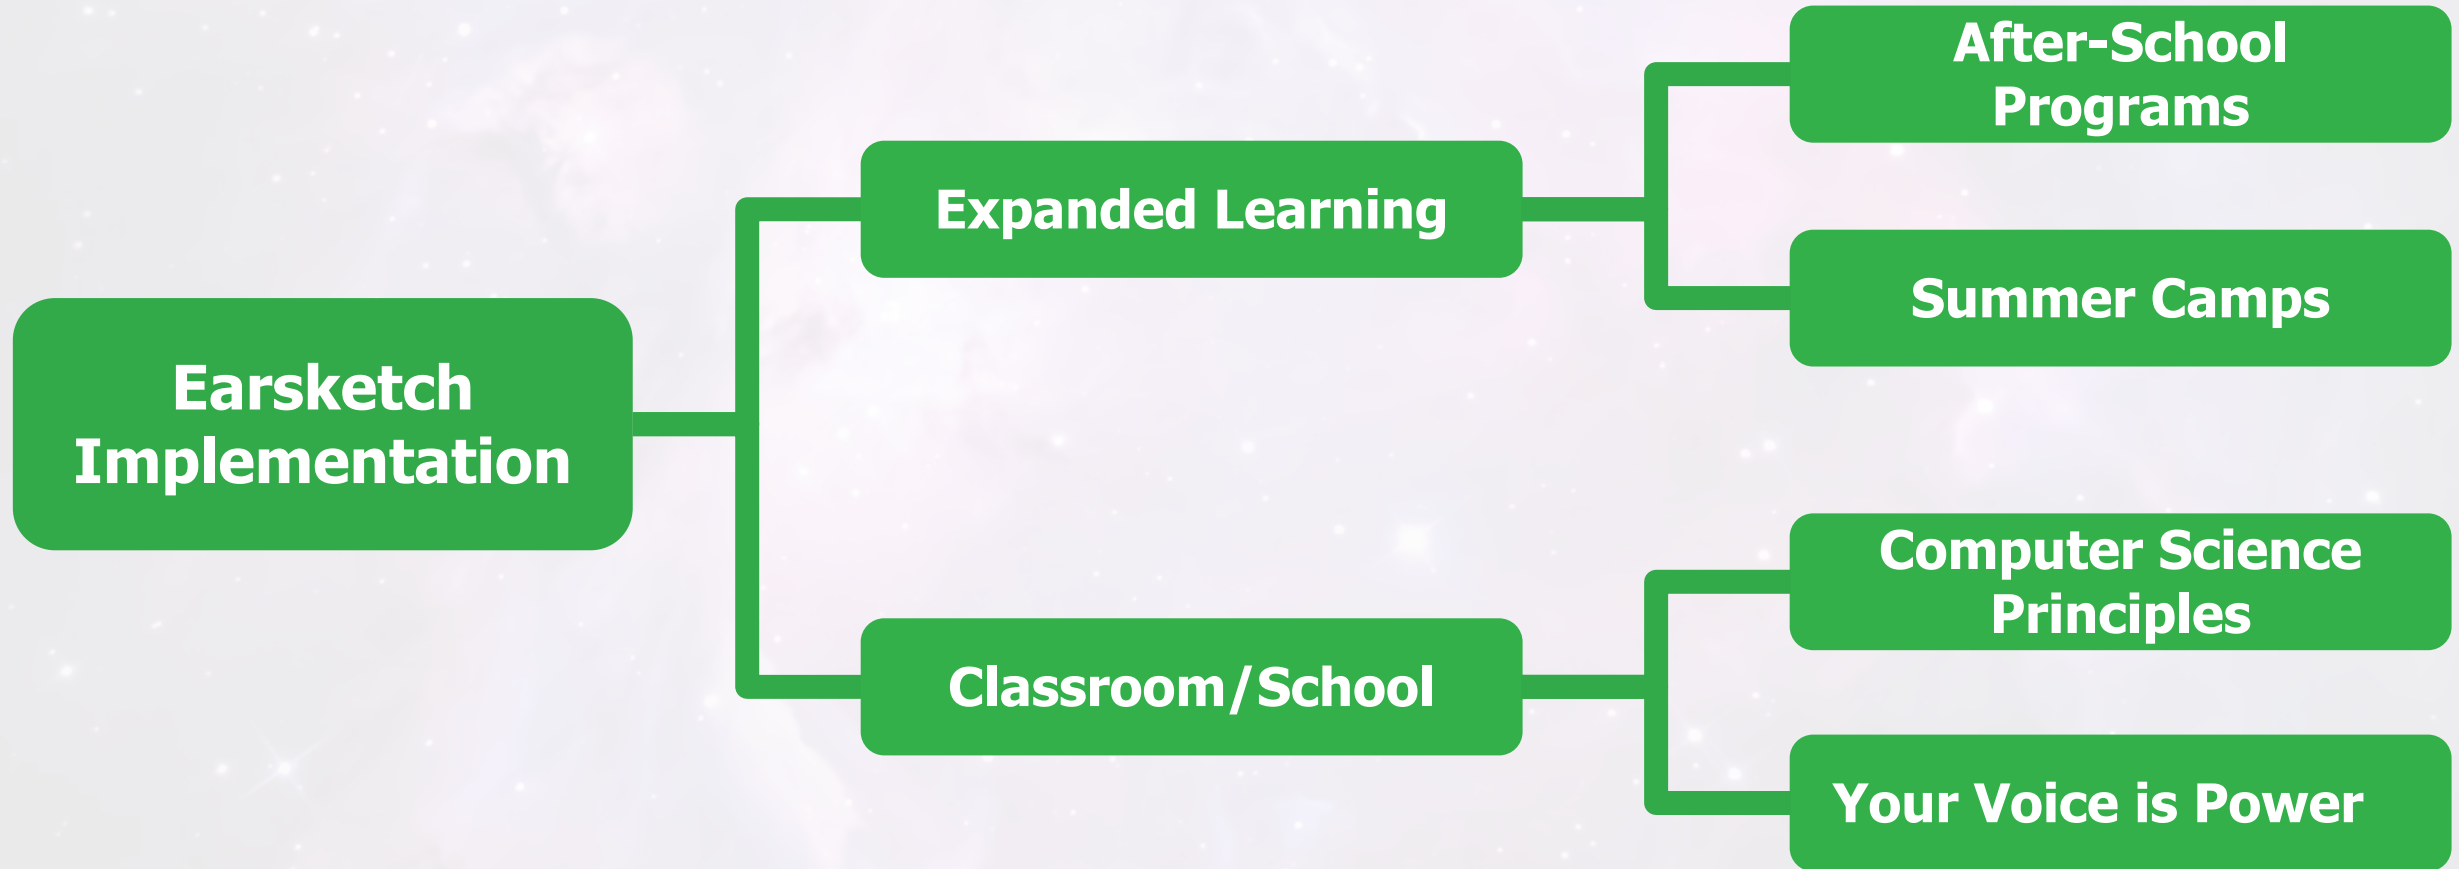 Earsketch
Implementation
Expanded Learning
After-School
Programs
Summer Camps
Classroom/School
Computer Science
Principles
Your Voice is Power